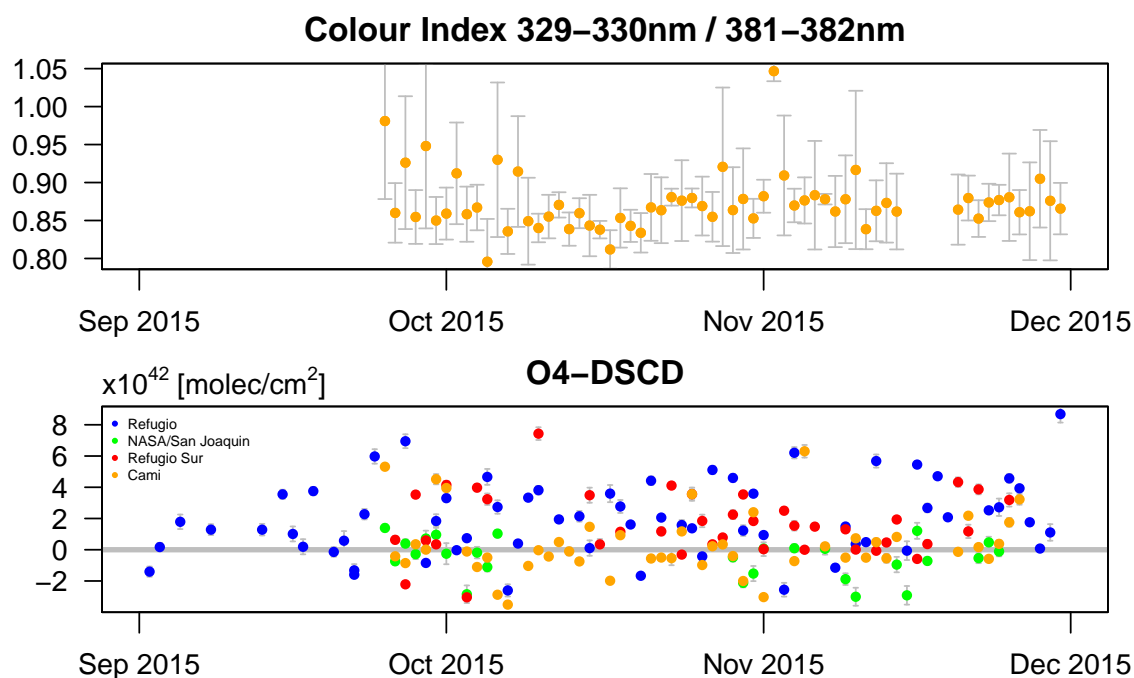 Colour Index 329−330nm / 381−382nm
1.05
1.00
0.95
0.90
0.85
0.80
Sep 2015 Oct 2015 Nov 2015 Dec 2015
x10^42 [molec/cm^2] O4−DSCD
8
6
4
2
0
−2
Refugio
NASA/San Joaquin
Refugio Sur
Cami
Sep 2015 Oct 2015 Nov 2015 Dec 2015